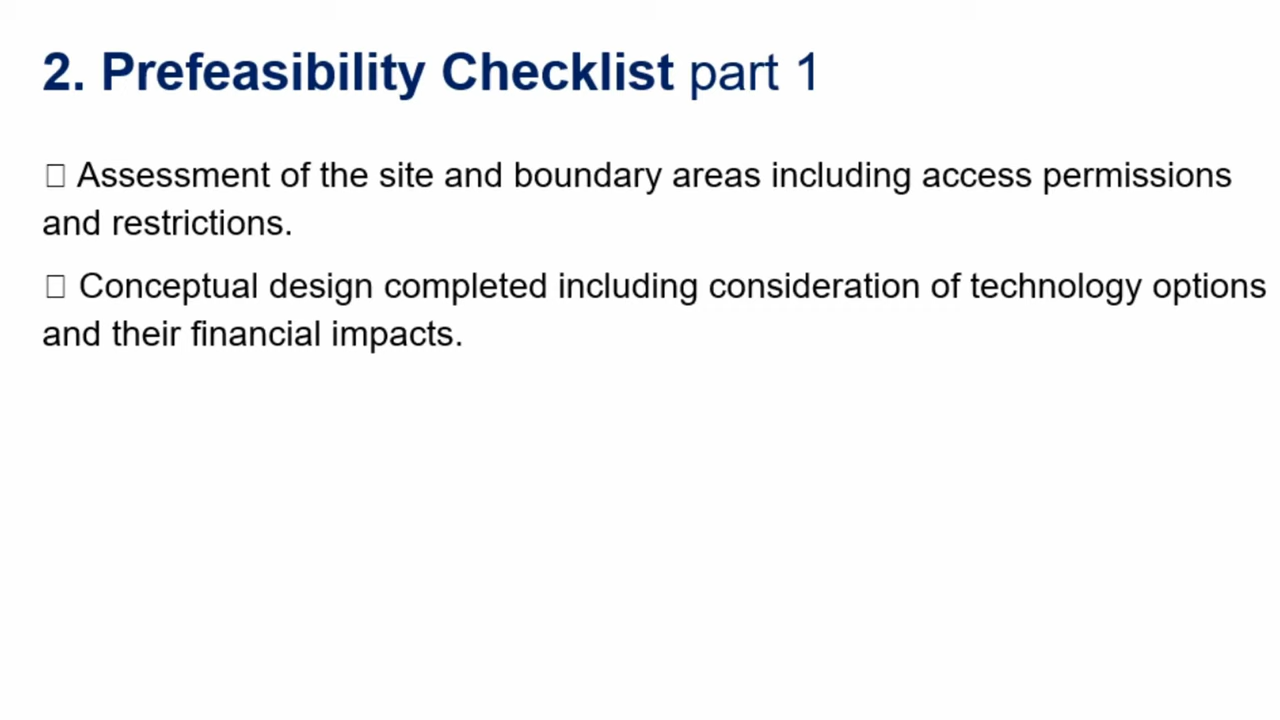 2. Prefeasibility Checklist part 1
☐ Assessment of the site and boundary areas including access permissions
and restrictions.
☐ Conceptual design completed including consideration of technology options
and their financial impacts.